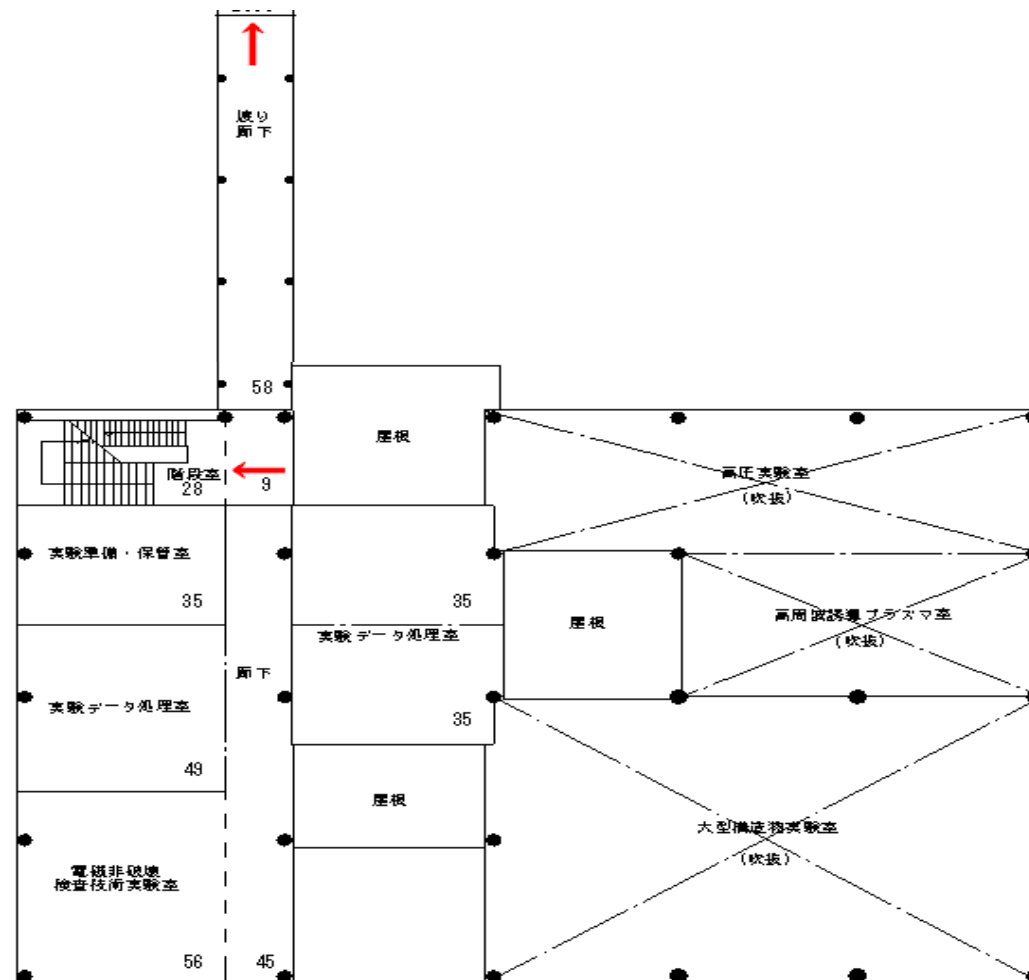 渡り
廊下
58
屋根
階段室
28
9
高圧実験室
(吹抜)
実験準備・保管室
35
35
高周波誘導プラズマ室
(吹抜)
屋根
実験データ処理室
廊下
実験データ処理室
35
49
屋根
大型構造物実験室
(吹抜)
電磁非破壊
検査技術実験室
56
45